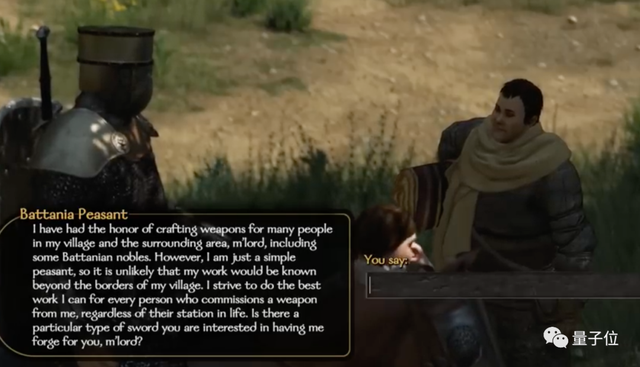 Battania Peasant
I have had the honor of crafting weapons for many people
in my village and the surrounding area, m'lord, including
some Battanian nobles. However, I am just a simple
peasant, so it is unlikely that my work would be known
beyond the borders of my village. I strive to do the best
work I can for every person who commissions a weapon
from me, regardless of their station in life. Is there a
particular type of sword you are interested in having me
forge for you, m'lord?
You say:
量子位